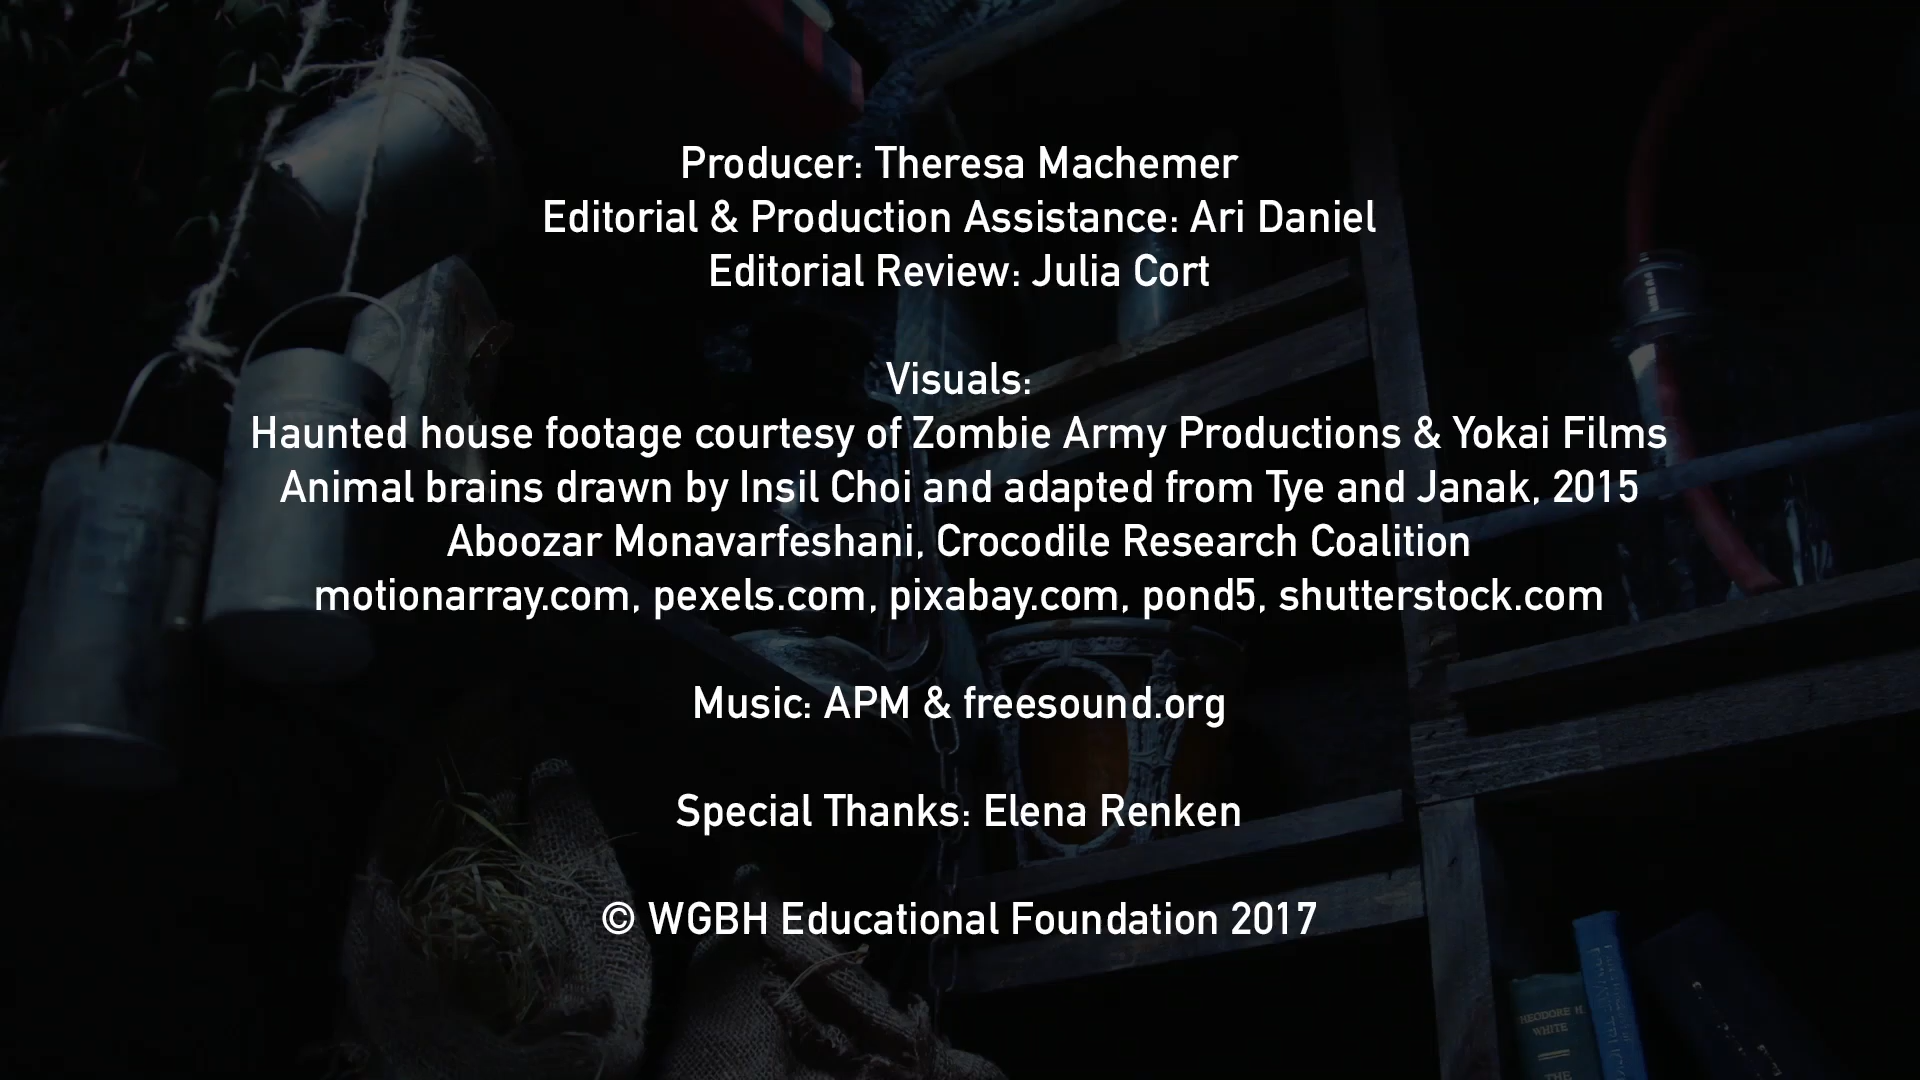 Producer: Theresa Machemer
Editorial & Production Assistance: Ari Daniel
Editorial Review: Julia Cort
Visuals:
Haunted house footage courtesy of Zombie Army Productions & Yokai Films
Animal brains drawn by Insil Choi and adapted from Tye and Janak, 2015
Aboozar Monavarfeshani, Crocodile Research Coalition
motionarray.com, pexels.com, pixabay.com, pond5, shutterstock.com
Music: APM & freesound.org
Special Thanks: Elena Renken
© WGBH Educational Foundation 2017
HEODORE H.
WHITE
THE